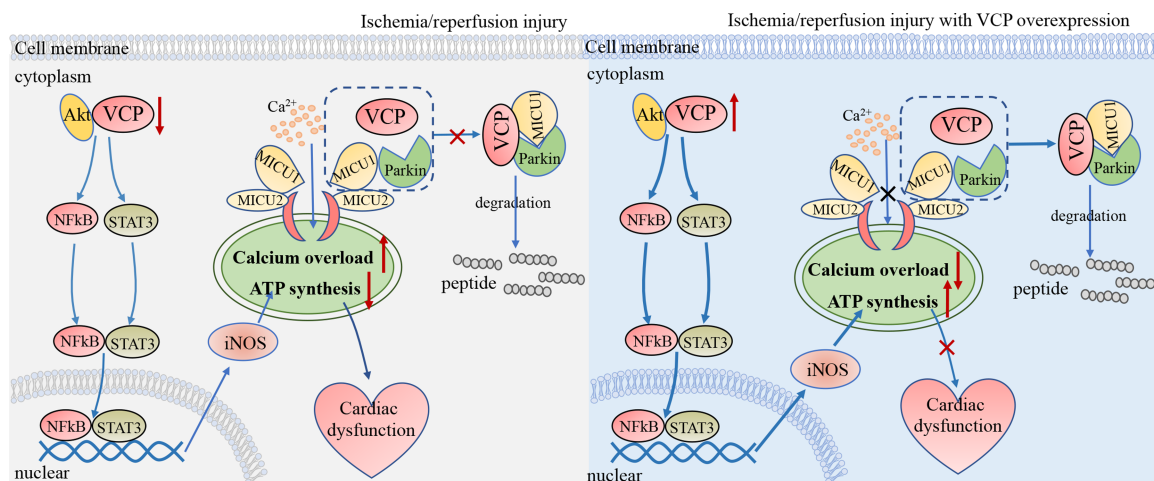 Ischemia/reperfusion injury
Cell membrane
cytoplasm
Akt
VCP
Ca²⁺
VCP
MICU1
MICU1
Parkin
MICU2
MICU2
VCP
MICU1
Parkin
degradation
peptide
NFkB
STAT3
Calcium overload
ATP synthesis
NFkB
STAT3
iNOS
NFkB
STAT3
nuclear
Cardiac
dysfunction
Ischemia/reperfusion injury with VCP overexpression
Cell membrane
cytoplasm
Akt
VCP
Ca²⁺
VCP
MICU1
MICU1
Parkin
MICU2
MICU2
VCP
MICU1
Parkin
degradation
peptide
NFkB
STAT3
Calcium overload
ATP synthesis
NFkB
STAT3
iNOS
NFkB
STAT3
nuclear
Cardiac
dysfunction